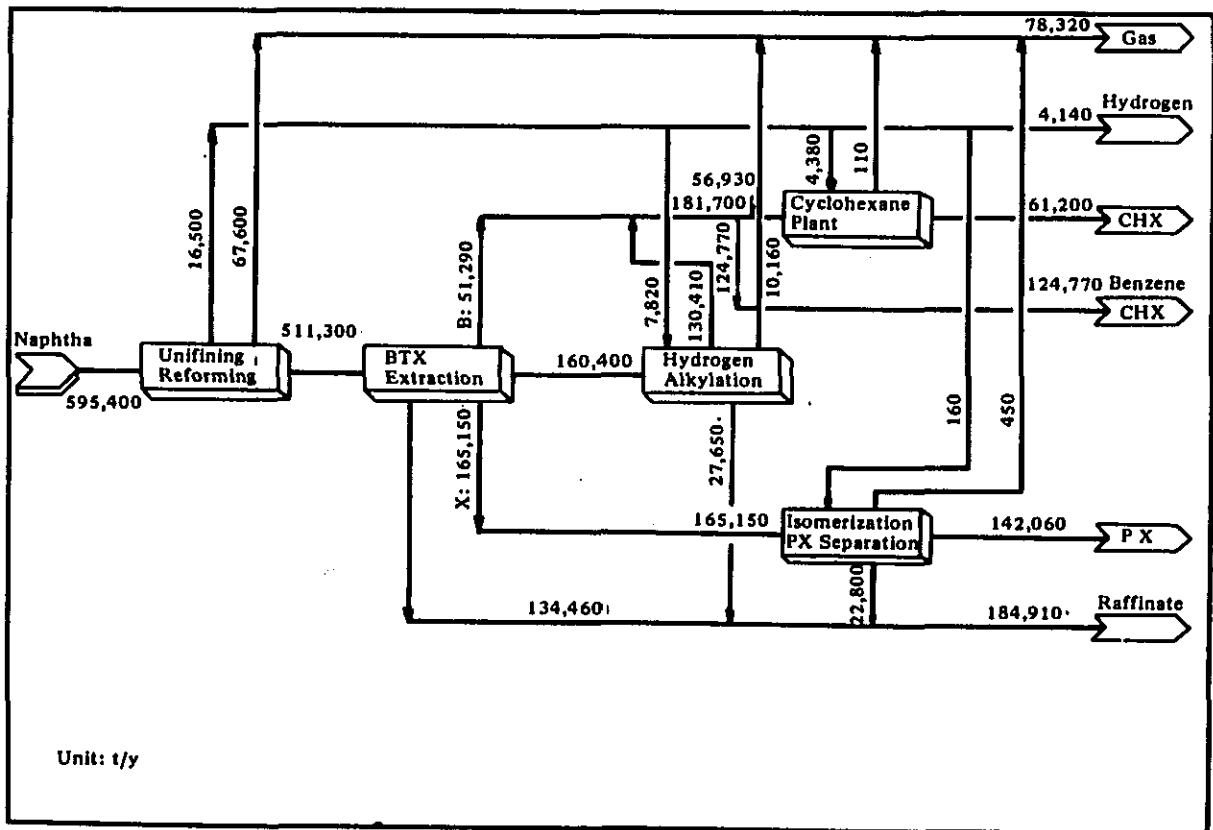 78,320
Gas
Hydrogen
4,140
16,500
67,600
4,380
110
56,930
181,700
Cyclohexane
Plant
61,200
CHX
B: 51,290
7,820
130,410
124,770
10,160
124,770 Benzene
CHX
Naphtha
511,300
Unifining
Reforming
BTX
Extraction
160,400
Hydrogen
Alkylation
595,400
160
450
X: 165,150
27,650
165,150
Isomerization
PX Separation
142,060
PX
22,800
134,460
184,910
Raffinate
Unit: t/y